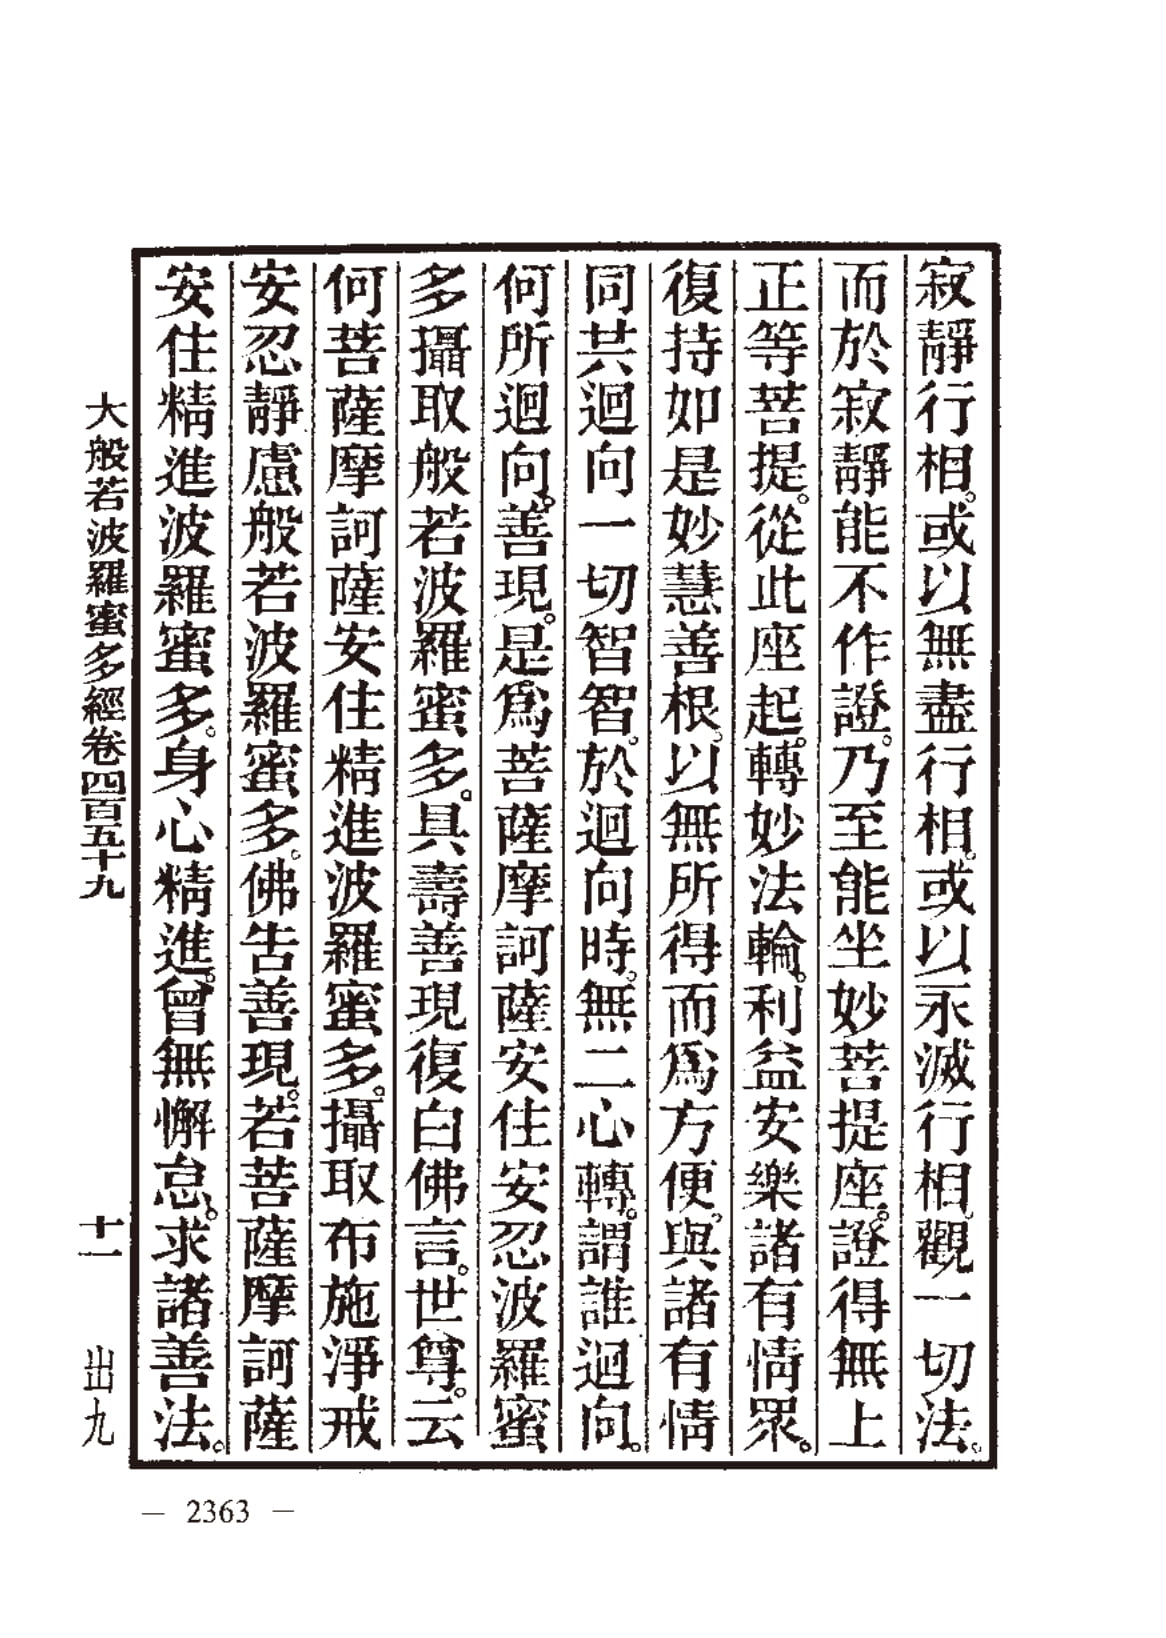 寂靜行相。或以無盡行相。或以永滅行相。觀一切法。
而於寂靜能不作證。乃至能坐妙菩提座。證得無上
正等菩提。從此座起。轉妙法輪。利益安樂諸有情眾。
復持如是妙慧善根。以無所得而爲方便。與諸有情
同共迴向一切智智。於迴向時。無二心轉。謂誰迴向。
何所迴向。善現。是爲菩薩摩訶薩安住安忍波羅蜜
多攝取般若波羅蜜多。具壽善現復白佛言。世尊。云
何菩薩摩訶薩安住精進波羅蜜多。攝取布施淨戒
安忍靜慮般若波羅蜜多。佛告善現。若菩薩摩訶薩
安住精進波羅蜜多。身心精進。曾無懈怠。求諸善法。
大般若波羅蜜多經卷四百五十九 十一 出九
— 2363 —